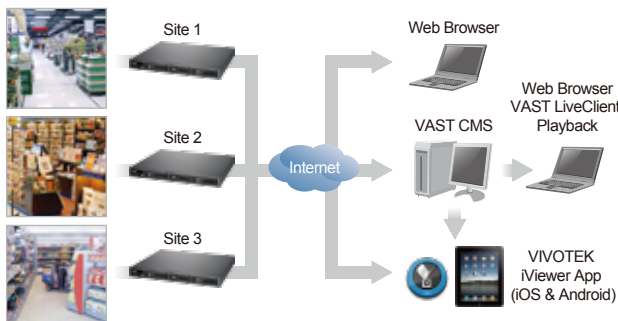 Site 1
Site 2
Site 3
Internet
Web Browser
VAST CMS
Web Browser
VAST LiveClient
Playback
VIVOTEK
iViewer App
(iOS & Android)